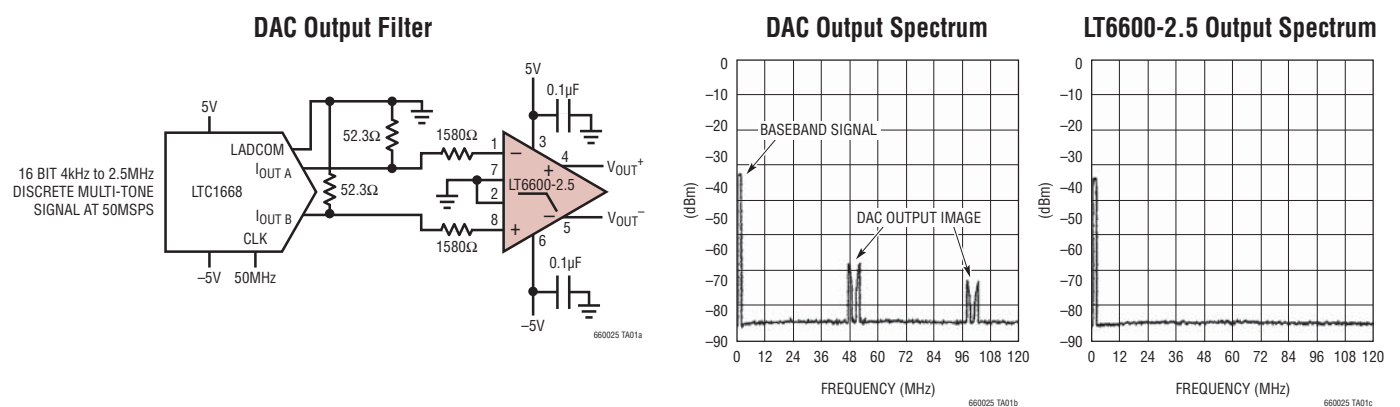 DAC Output Filter
5V
16 BIT 4kHz to 2.5MHz
DISCRETE MULTI-TONE
SIGNAL AT 50MSPS
LTC1668
LADCOM
IOUT A
IOUT B
CLK
–5V
50MHz
52.3Ω
52.3Ω
1580Ω
1580Ω
5V
0.1µF
1
7
2
8
3
4
5
6
–
+
–
+
LT6600-2.5
VOUT+
VOUT–
0.1µF
–5V
660025 TA01a
DAC Output Spectrum
0
–10
–20
–30
–40
–50
–60
–70
–80
–90
(dBm)
BASEBAND SIGNAL
DAC OUTPUT IMAGE
0 12 24 36 48 60 72 84 96 108 120
FREQUENCY (MHz)
660025 TA01b
LT6600-2.5 Output Spectrum
0
–10
–20
–30
–40
–50
–60
–70
–80
–90
(dBm)
0 12 24 36 48 60 72 84 96 108 120
FREQUENCY (MHz)
660025 TA01c